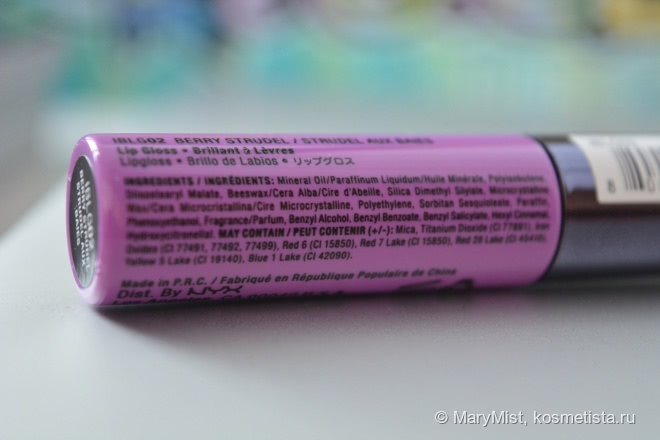 IBLG02 BERRY STRUDEL / STRUDEL AUX BAIES
Lip Gloss • Brillant à Lèvres
Lipgloss • Brillo de Labios • リップグロス
INGREDIENTS / INGRÉDIENTS: Mineral Oil/Paraffinum Liquidum/Huile Minérale, Polyisobutene,
Diisostearyl Malate, Beeswax/Cera Alba/Cire d'Abeille, Silica Dimethyl Silylate, Microcrystalline
Wax/Cera Microcristallina/Cire Microcrystalline, Polyethylene, Sorbitan Sesquioleate, Paraffin,
Phenoxyethanol, Fragrance/Parfum, Benzyl Alcohol, Benzyl Benzoate, Benzyl Salicylate, Hexyl Cinnamal,
Hydroxycitronellal. MAY CONTAIN / PEUT CONTENIR (+/-): Mica, Titanium Dioxide (CI 77891), Iron
Oxides (CI 77491, 77492, 77499), Red 6 (CI 15850), Red 7 Lake (CI 15850), Red 28 Lake (CI 45410),
Yellow 5 Lake (CI 19140), Blue 1 Lake (CI 42090).
Made in P.R.C. / Fabriqué en République Populaire de Chine
Dist. By NYX
8
© MaryMist, kosmetista.ru